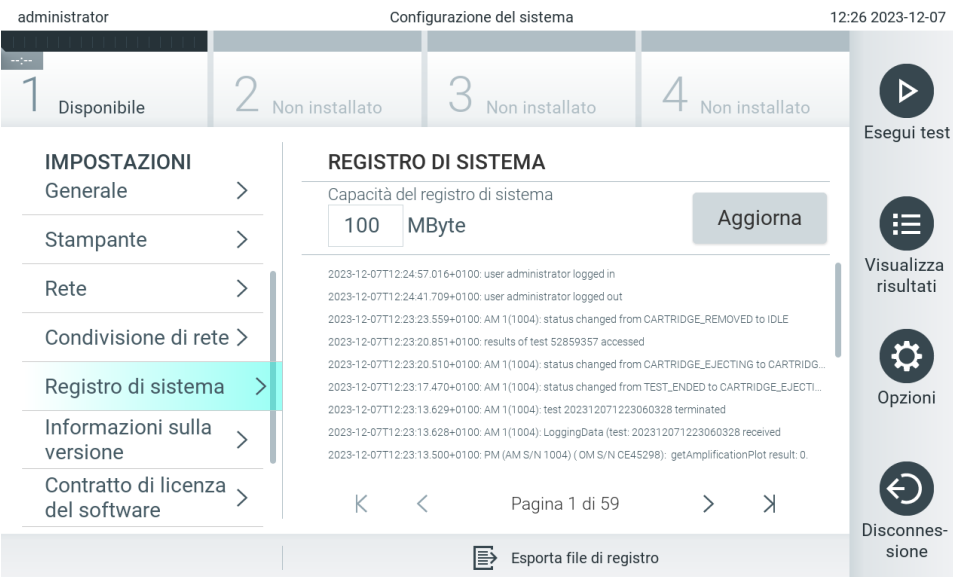 administrator
Configurazione del sistema
12:26 2023-12-07
--:--
1 Disponibile
2 Non installato
3 Non installato
4 Non installato
Esegui test
Visualizza
risultati
Opzioni
Disconnes-
sione
IMPOSTAZIONI
Generale
Stampante
Rete
Condivisione di rete
Registro di sistema
Informazioni sulla
versione
Contratto di licenza
del software
REGISTRO DI SISTEMA
Capacità del registro di sistema
100 MByte
Aggiorna
2023-12-07T12:24:57.016+0100: user administrator logged in
2023-12-07T12:24:41.709+0100: user administrator logged out
2023-12-07T12:23:23.559+0100: AM 1(1004): status changed from CARTRIDGE_REMOVED to IDLE
2023-12-07T12:23:20.851+0100: results of test 52859357 accessed
2023-12-07T12:23:20.510+0100: AM 1(1004): status changed from CARTRIDGE_EJECTING to CARTRIDG...
2023-12-07T12:23:17.470+0100: AM 1(1004): status changed from TEST_ENDED to CARTRIDGE_EJECTI...
2023-12-07T12:23:13.629+0100: AM 1(1004): test 202312071223060328 terminated
2023-12-07T12:23:13.628+0100: AM 1(1004): LoggingData (test: 202312071223060328 received
2023-12-07T12:23:13.500+0100: PM (AM S/N 1004) ( OM S/N CE45298): getAmplificationPlot result: 0.
Pagina 1 di 59
Esporta file di registro